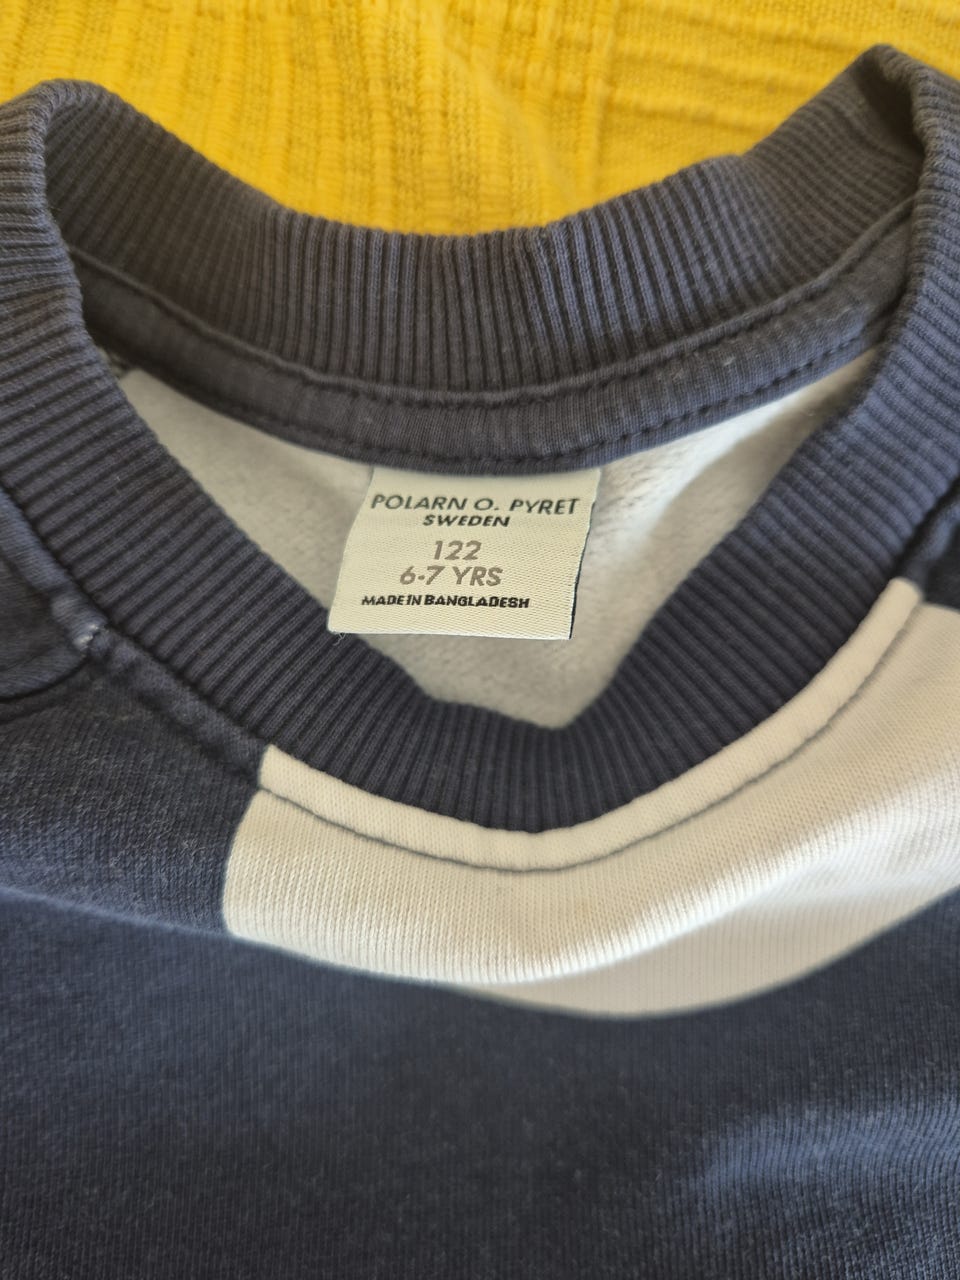 POLARN O. PYRET
SWEDEN
122
6-7 YRS
MADE IN BANGLADESH